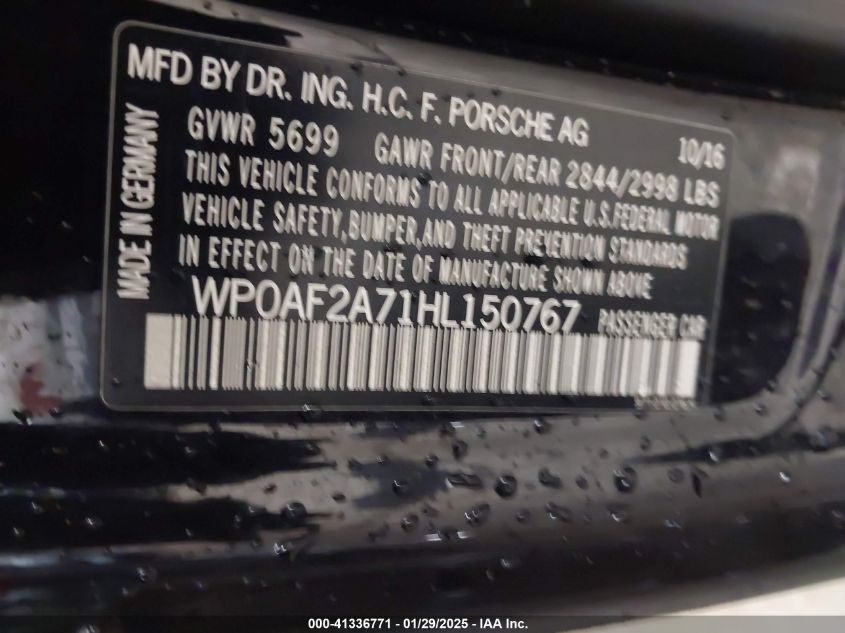 MFD BY DR. ING. H.C. F. PORSCHE AG 10/16
GVWR 5699 GAWR FRONT/REAR 2844/2998 LBS
THIS VEHICLE CONFORMS TO ALL APPLICABLE U.S.FEDERAL MOTOR
VEHICLE SAFETY,BUMPER,AND THEFT PREVENTION STANDARDS
IN EFFECT ON THE DATE OF MANUFACTURE SHOWN ABOVE
WP0AF2A71HL150767 PASSENGER CAR
MADE IN GERMANY
000-41336771 - 01/29/2025 - IAA Inc.